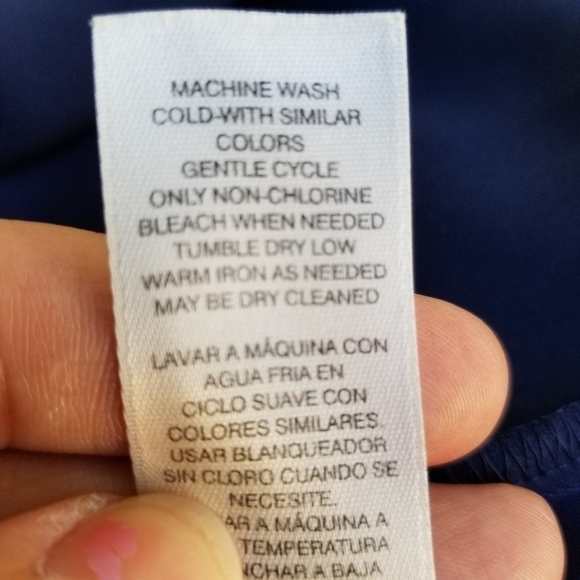 MACHINE WASH
COLD-WITH SIMILAR
COLORS
GENTLE CYCLE
ONLY NON-CHLORINE
BLEACH WHEN NEEDED
TUMBLE DRY LOW
WARM IRON AS NEEDED
MAY BE DRY CLEANED
LAVAR A MÁQUINA CON
AGUA FRIA EN
CICLO SUAVE CON
COLORES SIMILARES.
USAR BLANQUEADOR
SIN CLORO CUANDO SE
NECESITE.
AR A MÁQUINA A
TEMPERATURA
NCHAR A BAJA